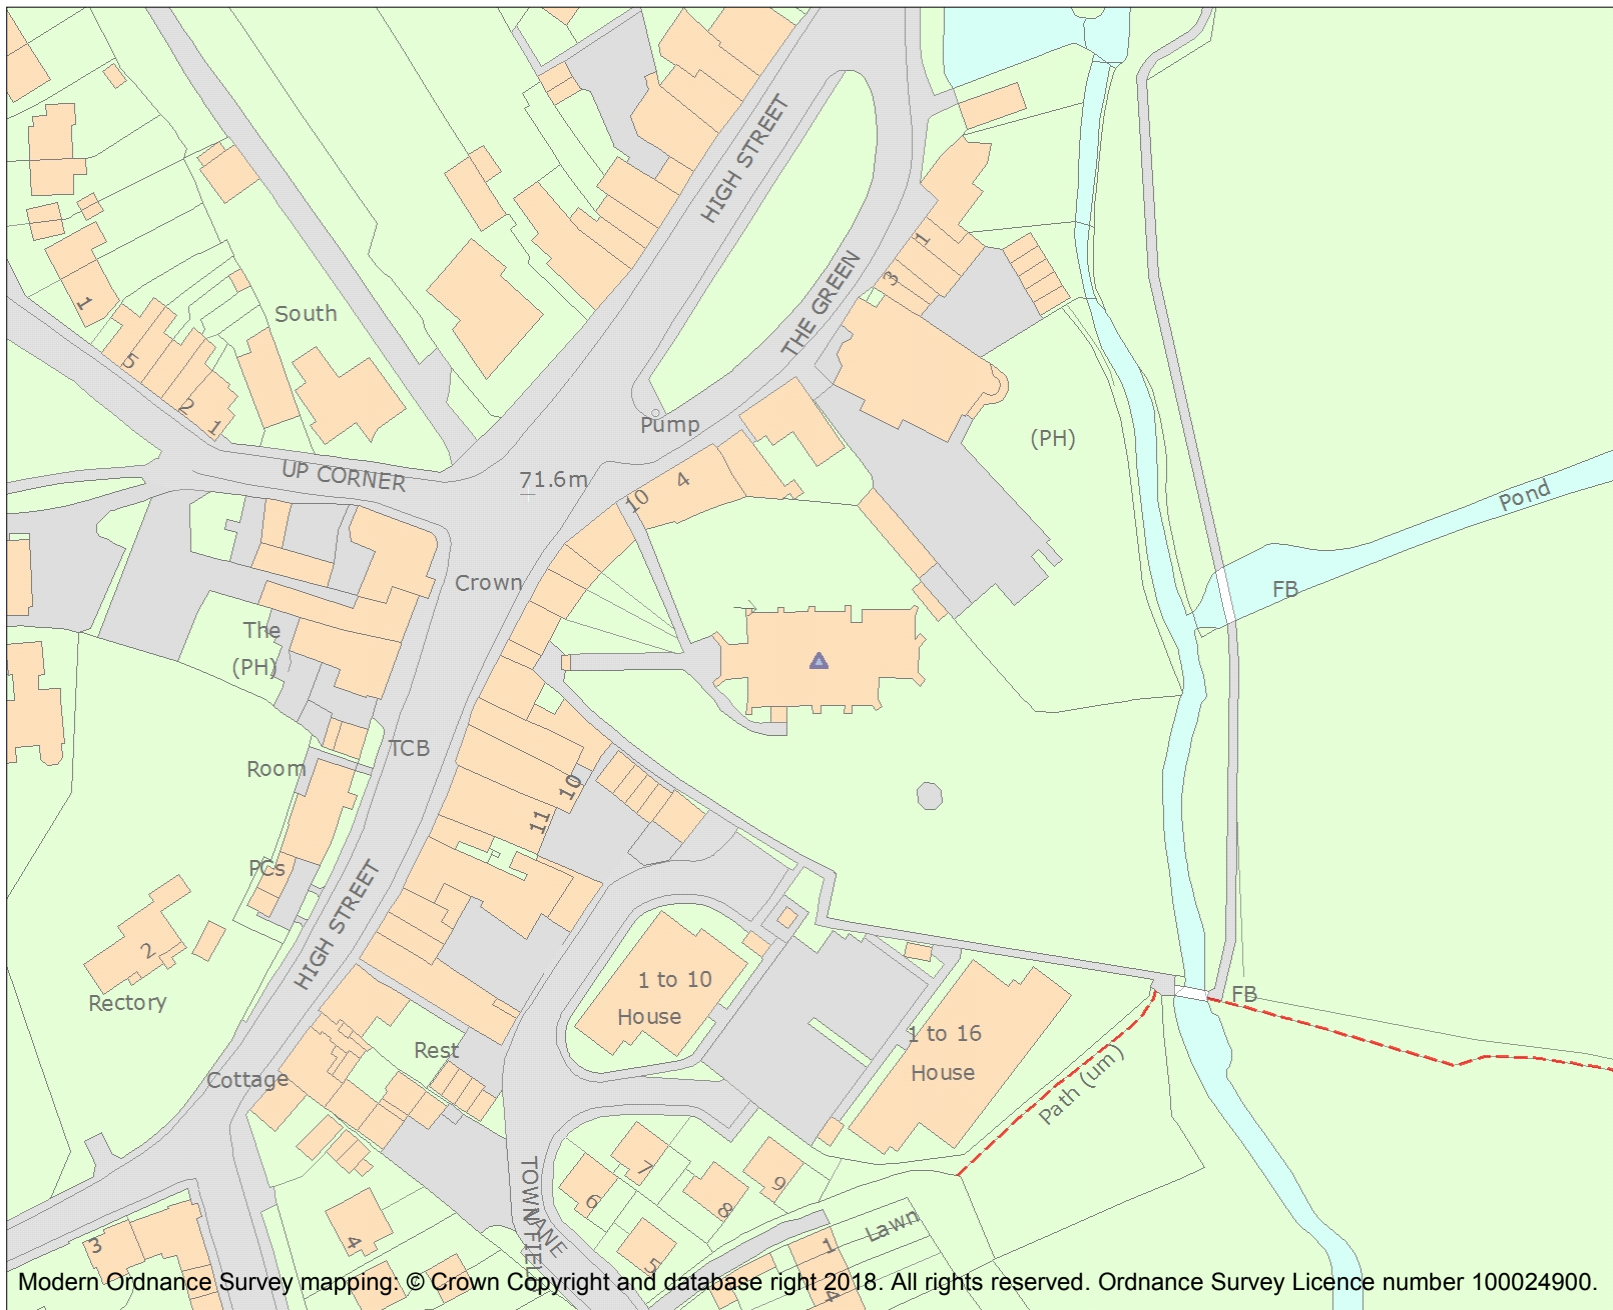 HIGH STREET
THE GREEN
1
3
South
1
5
2
1
Pump
(PH)
UP CORNER
71.6m
4
10
Pond
FB
Crown
The
(PH)
TCB
Room
10
11
PCs
HIGH STREET
2
Rectory
1 to 10
House
FB
1 to 16
House
Rest
Cottage
Path (um)
TOWNFIELD
LANE
7
6
9
8
5
4
3
Lawn
1
4
Modern Ordnance Survey mapping: © Crown Copyright and database right 2018. All rights reserved. Ordnance Survey Licence number 100024900.